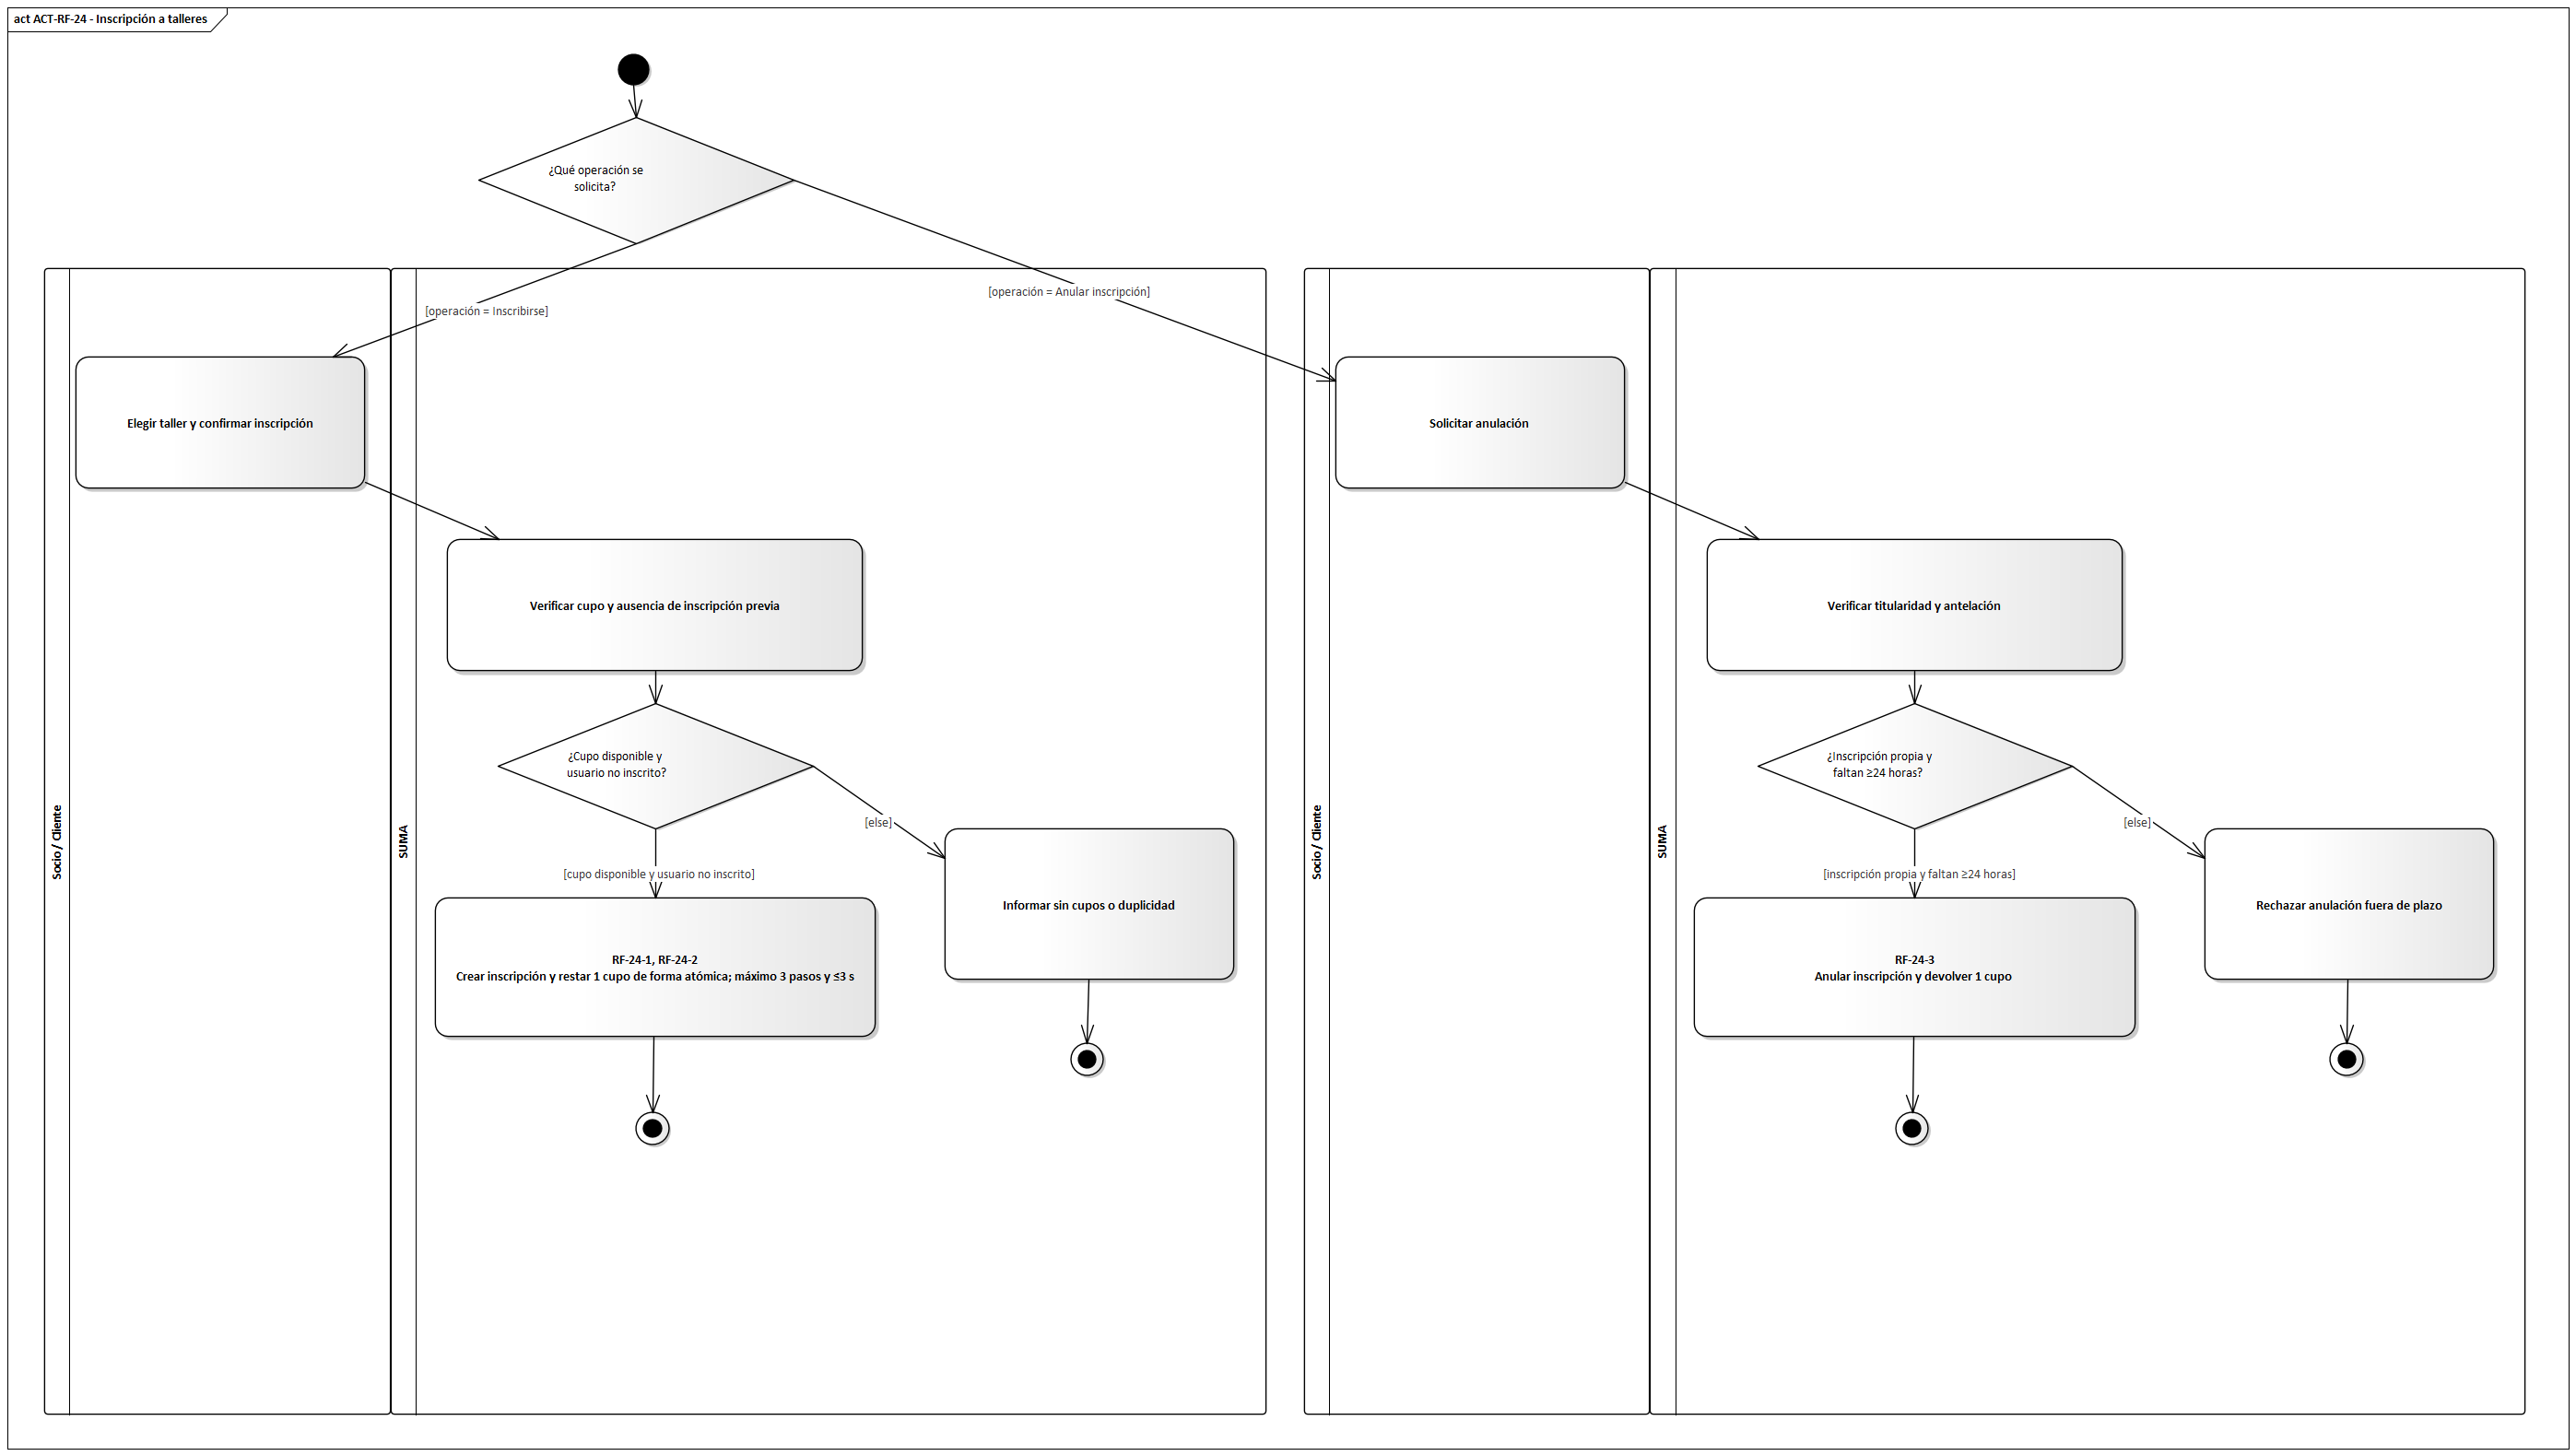 act ACT-RF-24 - Inscripción a talleres
¿Qué operación se
solicita?
[operación = Inscribirse]
[operación = Anular inscripción]
Socio / Cliente
Elegir taller y confirmar inscripción
SUMA
Verificar cupo y ausencia de inscripción previa
¿Cupo disponible y
usuario no inscrito?
[else]
[cupo disponible y usuario no inscrito]
Informar sin cupos o duplicidad
RF-24-1, RF-24-2
Crear inscripción y restar 1 cupo de forma atómica; máximo 3 pasos y ≤3 s
Socio / Cliente
Solicitar anulación
SUMA
Verificar titularidad y antelación
¿Inscripción propia y
faltan ≥24 horas?
[else]
[inscripción propia y faltan ≥24 horas]
Rechazar anulación fuera de plazo
RF-24-3
Anular inscripción y devolver 1 cupo